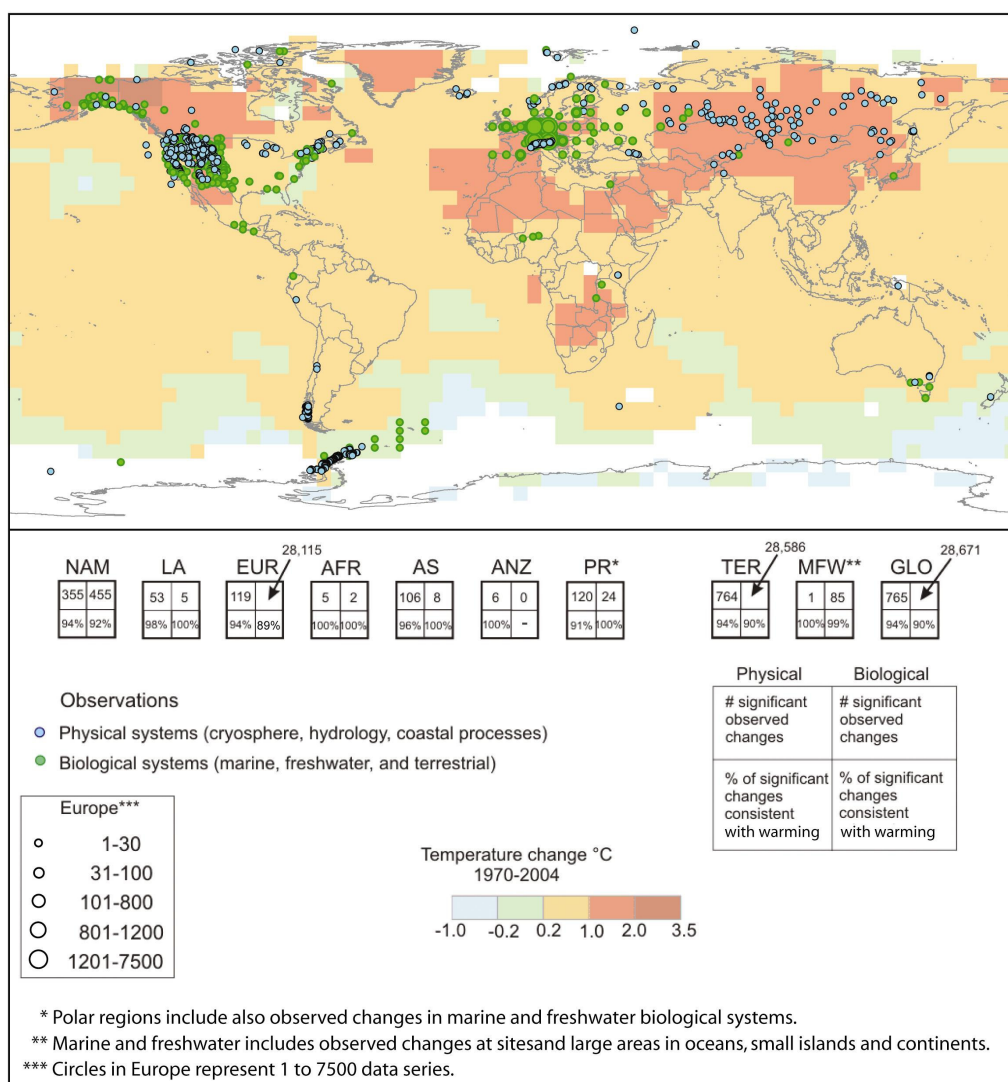 28,115
28,586
28,671
NAM LA EUR AFR AS ANZ PR* TER MFW** GLO
355 455 53 5 119 5 2 106 8 6 0 120 24 764 1 85 765
94% 92% 98% 100% 94% 89% 100% 100% 96% 100% 100% - 91% 100% 94% 90% 100% 99% 94% 90%
Physical Biological
# significant
observed
changes
# significant
observed
changes
% of significant
changes
consistent
with warming
% of significant
changes
consistent
with warming
Observations
Physical systems (cryosphere, hydrology, coastal processes)
Biological systems (marine, freshwater, and terrestrial)
Europe***
1-30
31-100
101-800
801-1200
1201-7500
Temperature change °C
1970-2004
-1.0 -0.2 0.2 1.0 2.0 3.5
* Polar regions include also observed changes in marine and freshwater biological systems.
** Marine and freshwater includes observed changes at sitesand large areas in oceans, small islands and continents.
*** Circles in Europe represent 1 to 7500 data series.